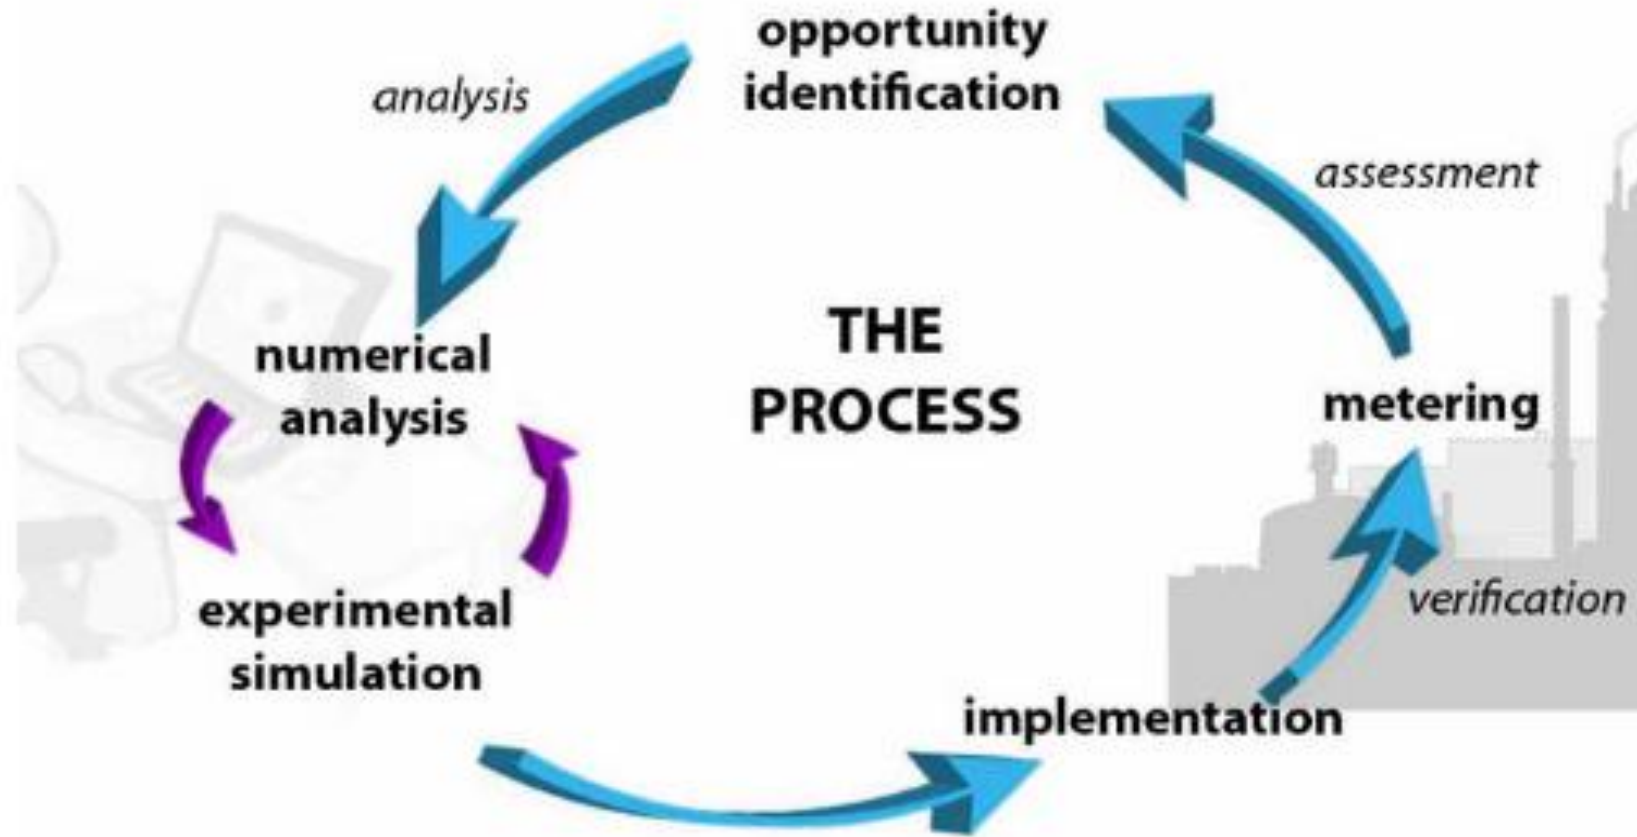 opportunity
identification
analysis
assessment
numerical
analysis
THE
PROCESS
metering
experimental
simulation
verification
implementation